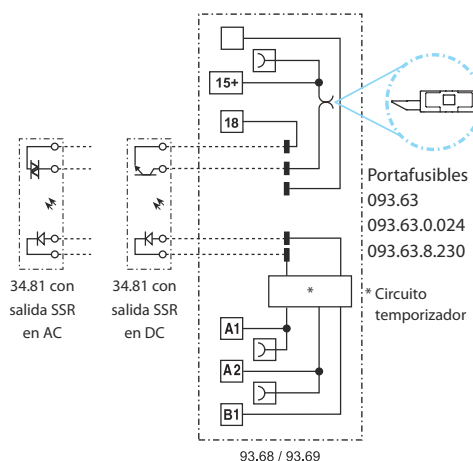 15+
18
Portafusibles
093.63
093.63.0.024
093.63.8.230
34.81 con
salida SSR
en AC
34.81 con
salida SSR
en DC
*
* Circuito
temporizador
A1
A2
B1
93.68 / 93.69